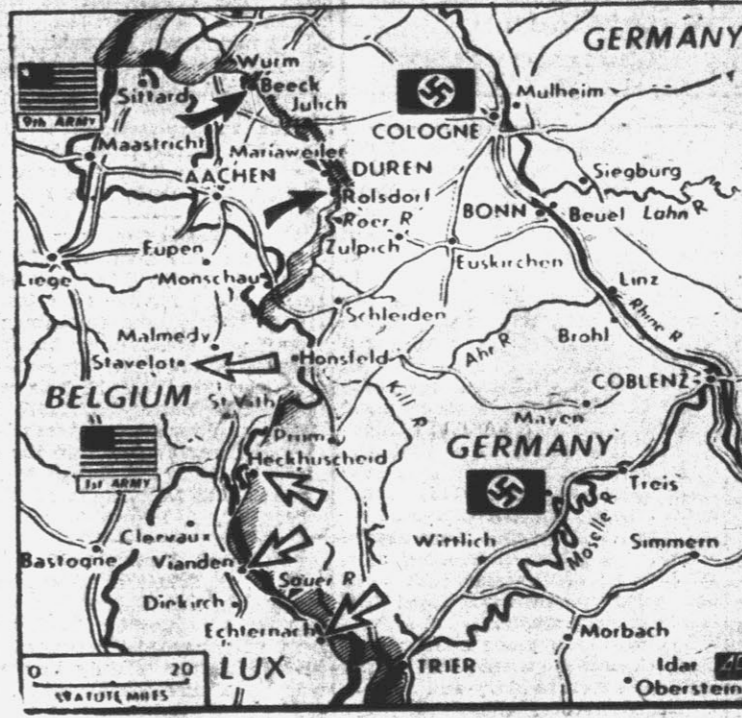 GERMANY
Wurm
Beeck
Sittard
9th ARMY
Julich
Mulheim
COLOGNE
Maastricht
Mariaweiler
DUREN
AACHEN
Rolsdorf
Siegburg
Roer R
BONN
Beuel
Lahn R
Eupen
Zulpich
Liege
Monschau
Euskirchen
Linz
Schleiden
Rhine R
Malmedy
Brohl
Stavelot
Honsfeld
Ahr R
COBLENZ
BELGIUM
St Vith
Kill R
Mayen
Prum
GERMANY
Heckhuscheid
1st ARMY
Treis
Clervaux
Moselle R
Bastogne
Vianden
Wittlich
Simmern
Sauer R
Diekirch
Echternach
Morbach
0 20
STATUTE MILES
LUX
TRIER
Idar
Oberstein